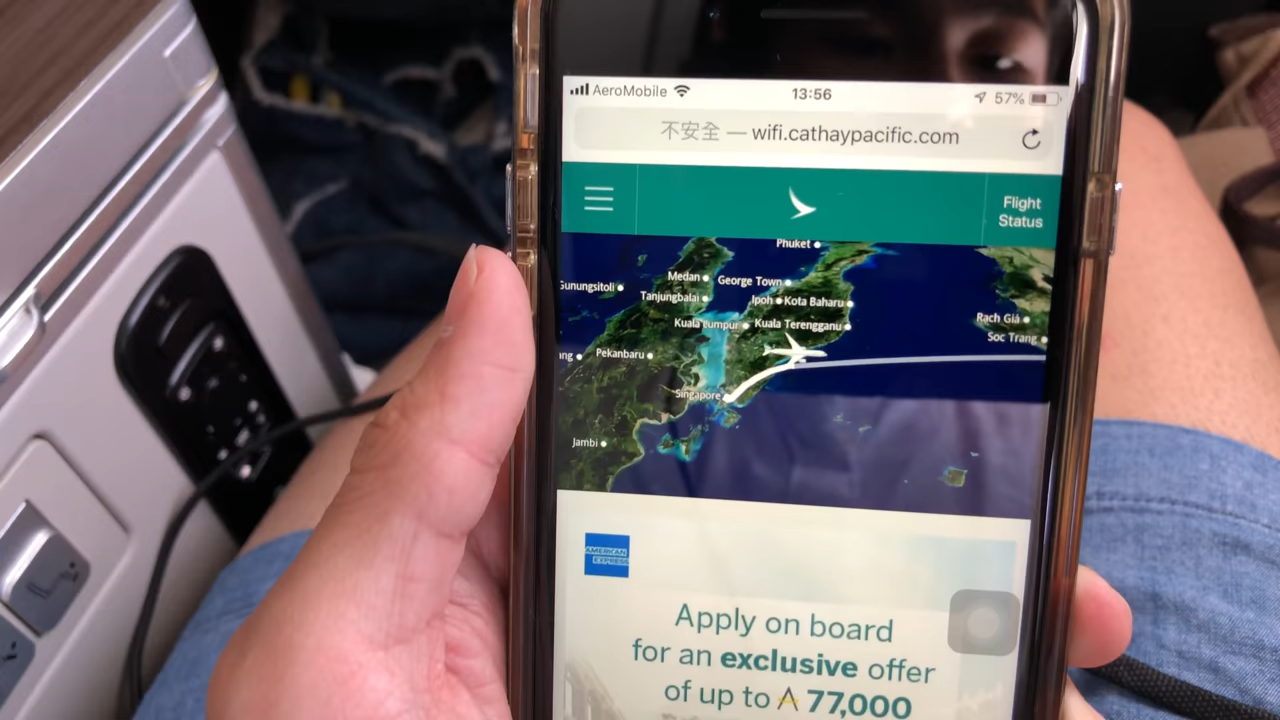 AeroMobile 13:56 57%
不安全 — wifi.cathaypacific.com
Flight
Status
Phuket
Medan
George Town
Gunungsitoli
Tanjungbalai
Ipoh
Kota Baharu
Rach Giá
Kuala Lumpur
Kuala Terengganu
Soc Trang
Pekanbaru
Singapore
Jambi
AMERICAN
EXPRESS
Apply on board
for an exclusive offer
of up to 77,000